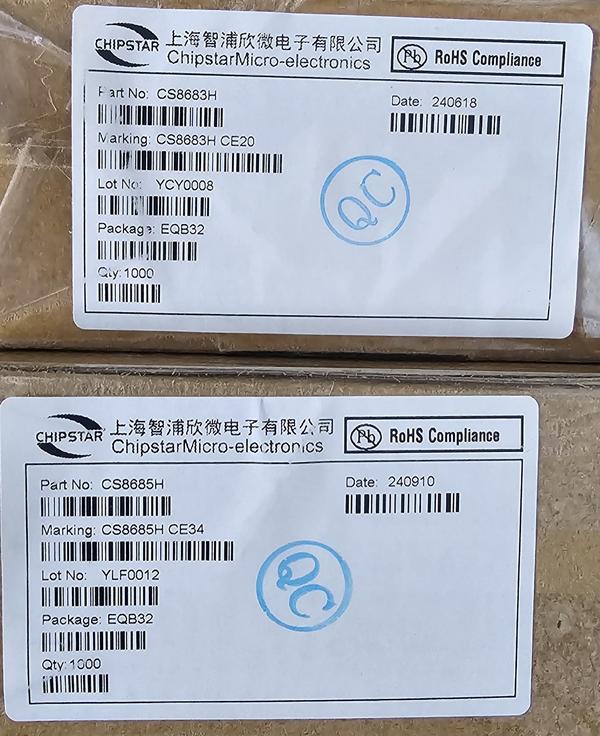 CHIPSTAR 上海智浦欣微电子有限公司
ChipstarMicro-electronics
Pb RoHS Compliance
Part No: CS8683H
Date: 240618
Marking: CS8683H CE20
Lot No: YCY0008
Package: EQB32
Qty:1000
QC
CHIPSTAR 上海智浦欣微电子有限公司
ChipstarMicro-electronics
Pb RoHS Compliance
Part No: CS8685H
Date: 240910
Marking: CS8685H CE34
Lot No: YLF0012
Package: EQB32
Qty:1000
QC